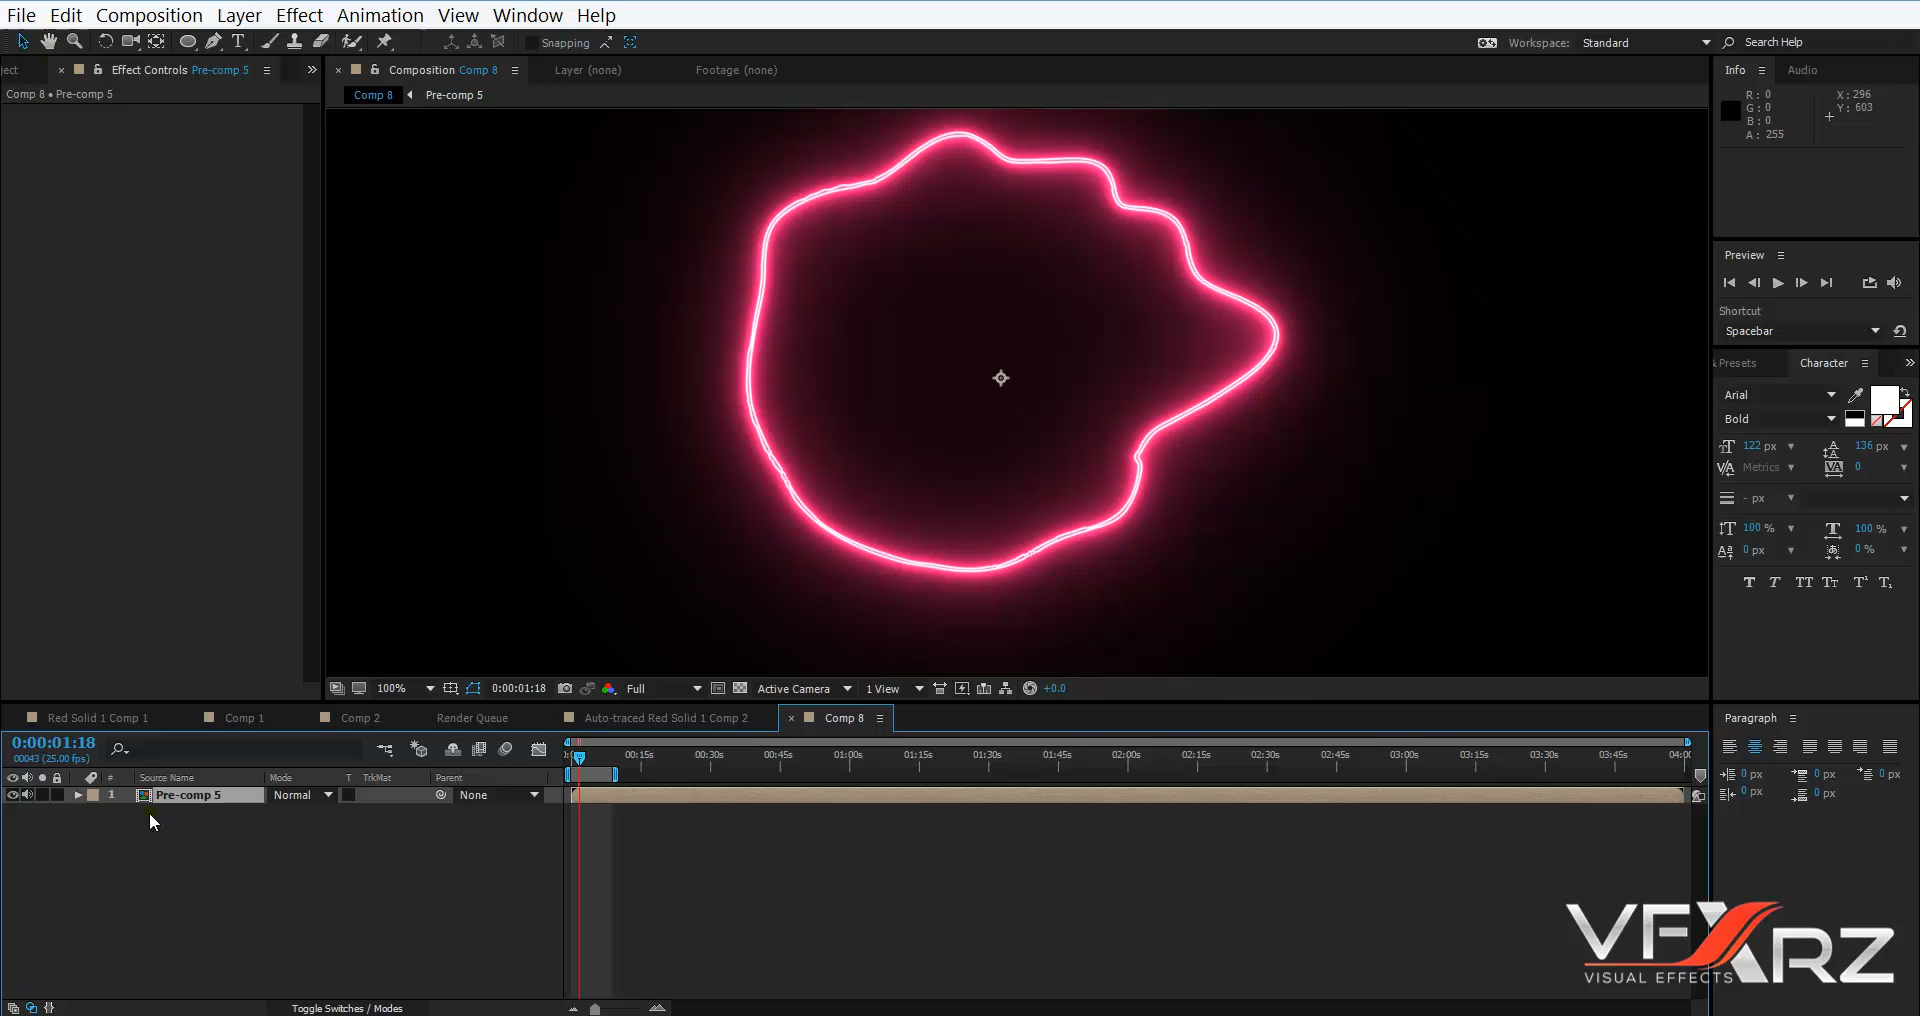 File Edit Composition Layer Effect Animation View Window Help
Snapping
Workspace: Standard
Search Help
ject
Effect Controls Pre-comp 5
Comp 8 • Pre-comp 5
Composition Comp 8
Layer (none)
Footage (none)
Comp 8
Pre-comp 5
Info
Audio
R: 0
G: 0
B: 0
A: 255
X: 296
Y: 603
Preview
Shortcut
Spacebar
Presets
Character
Arial
Bold
122 px
136 px
Metrics
0
- px
100 %
100 %
0 px
0 %
100%
0:00:01:18
Full
Active Camera
1 View
+0.0
Red Solid 1 Comp 1
Comp 1
Comp 2
Render Queue
Auto-traced Red Solid 1 Comp 2
Comp 8
Paragraph
0:00:01:18
00043 (25.00 fps)
00:15s 00:30s 00:45s 01:00s 01:15s 01:30s 01:45s 02:00s 02:15s 02:30s 02:45s 03:00s 03:15s 03:30s 03:45s 04:00
# Source Name Mode T TrkMat Parent
1 Pre-comp 5 Normal None
0 px 0 px 0 px
0 px 0 px
VFXARZ
VISUAL EFFECTS
Toggle Switches / Modes